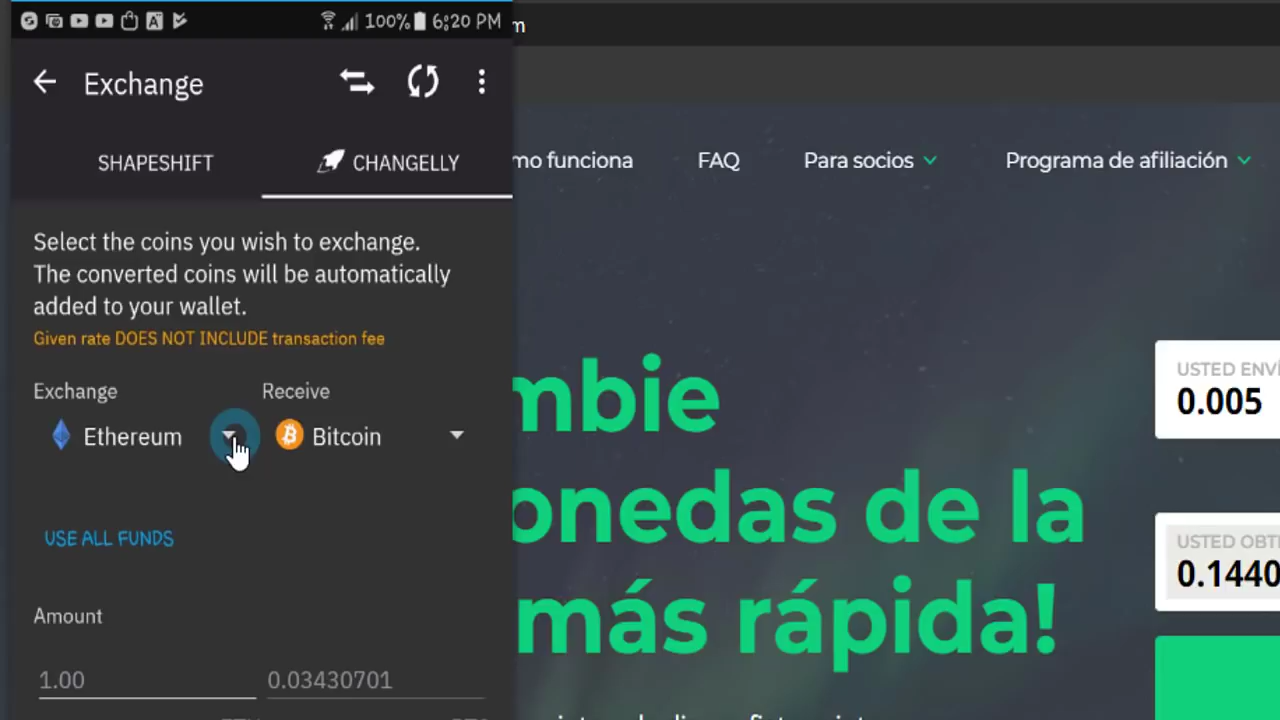 100% 6:20 PM
Exchange
SHAPESHIFT
CHANGELLY
Select the coins you wish to exchange.
The converted coins will be automatically
added to your wallet.
Given rate DOES NOT INCLUDE transaction fee
Exchange
Receive
Ethereum
Bitcoin
USE ALL FUNDS
Amount
1.00
0.03430701
m
mo funciona
FAQ
Para socios
Programa de afiliación
mbie
onedas de la
más rápida!
USTED ENVÍ
0.005
USTED OBT
0.1440